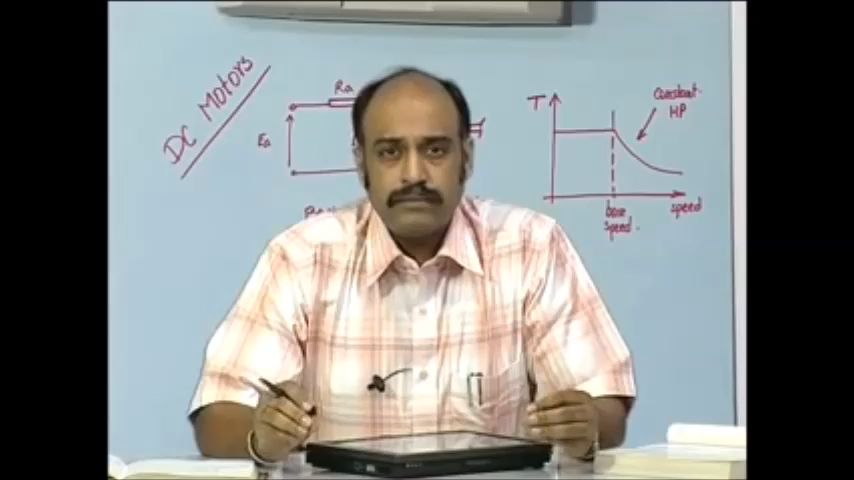 DC Motors
Ra
Ea
T
Constant
HP
base
speed.
speed